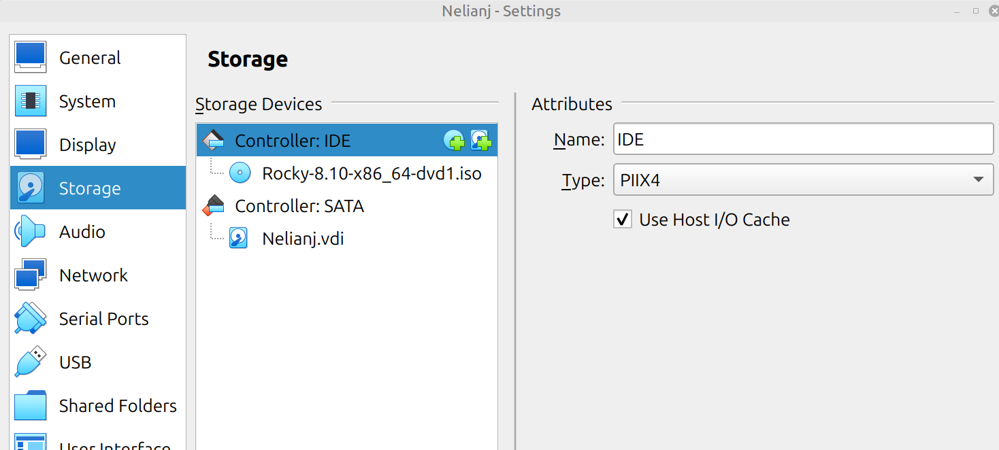 Nelianj - Settings
General
System
Display
Storage
Audio
Network
Serial Ports
USB
Shared Folders
User Interface
Storage
Storage Devices
Controller: IDE
Rocky-8.10-x86_64-dvd1.iso
Controller: SATA
Nelianj.vdi
Attributes
Name: IDE
Type: PIIX4
Use Host I/O Cache